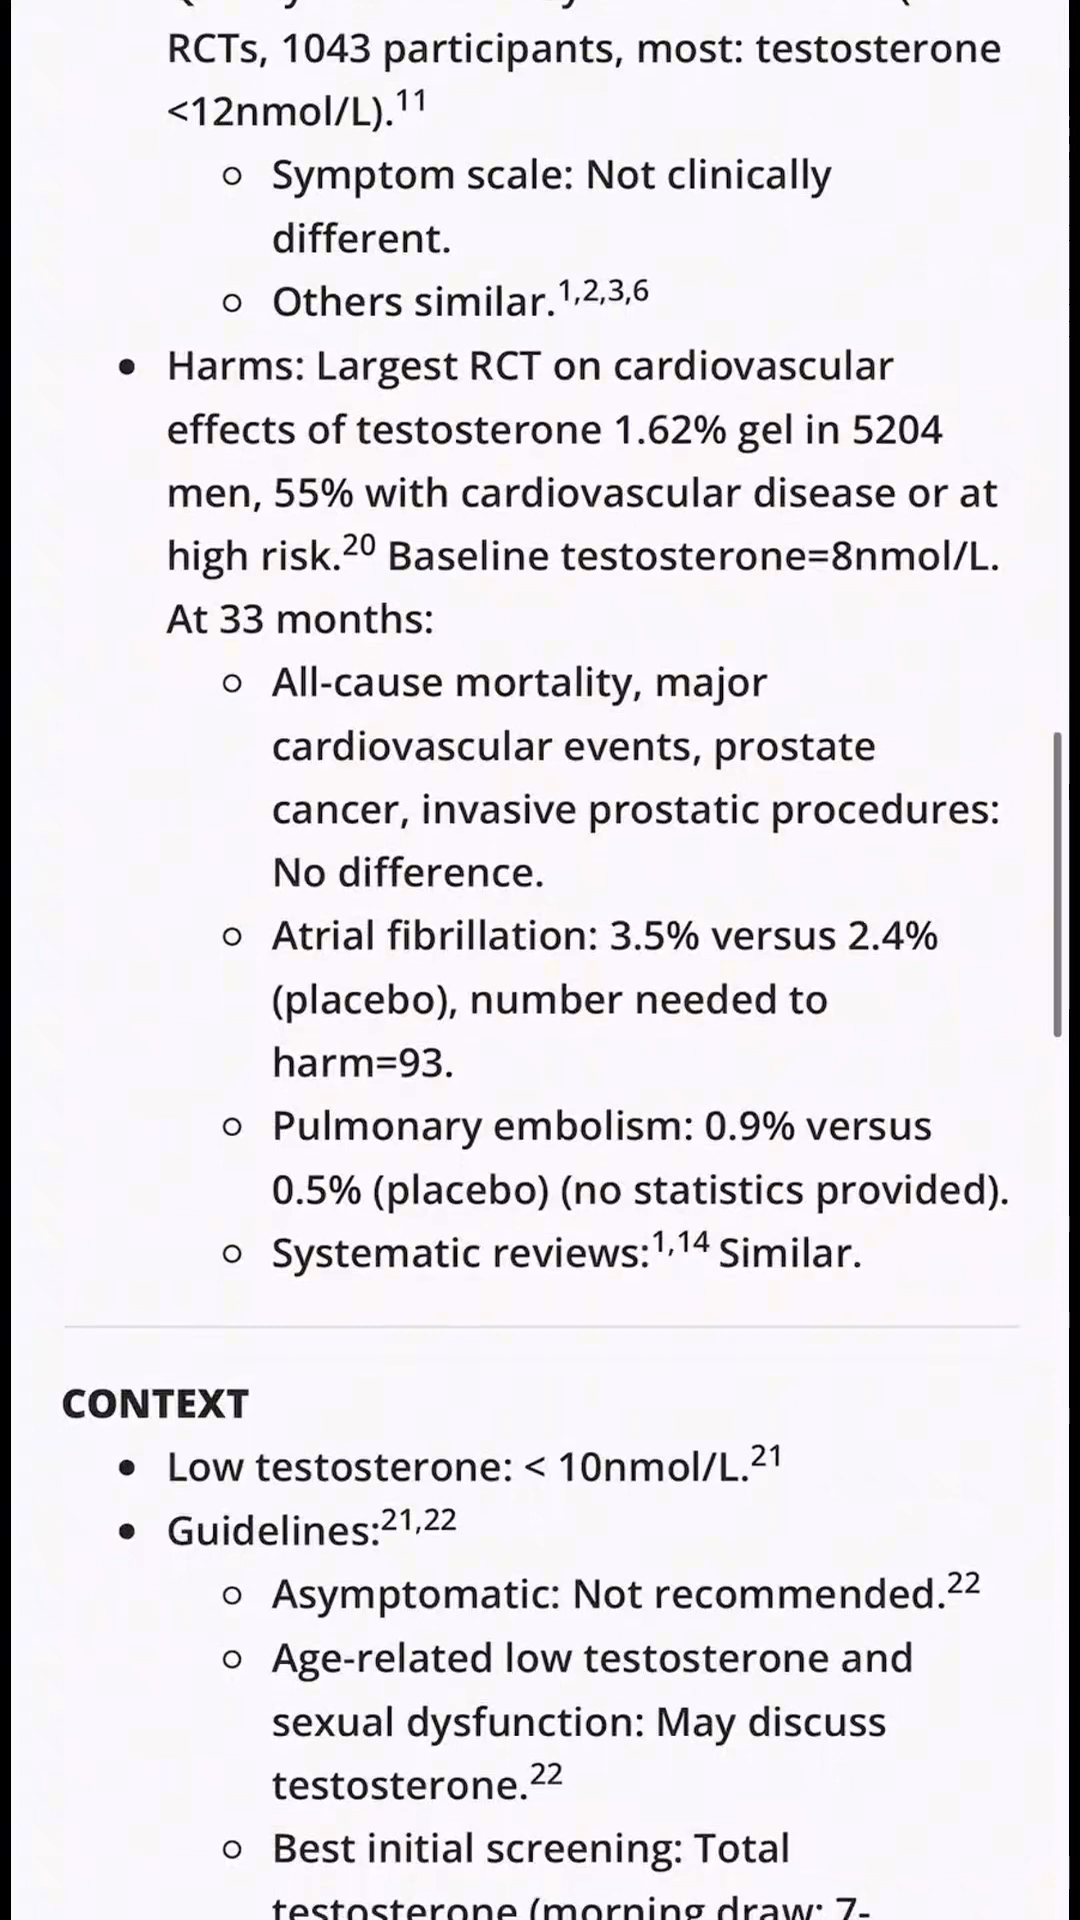 RCTs, 1043 participants, most: testosterone
<12nmol/L).11
○ Symptom scale: Not clinically
different.
○ Others similar.1,2,3,6
• Harms: Largest RCT on cardiovascular
effects of testosterone 1.62% gel in 5204
men, 55% with cardiovascular disease or at
high risk.20 Baseline testosterone=8nmol/L.
At 33 months:
○ All-cause mortality, major
cardiovascular events, prostate
cancer, invasive prostatic procedures:
No difference.
○ Atrial fibrillation: 3.5% versus 2.4%
(placebo), number needed to
harm=93.
○ Pulmonary embolism: 0.9% versus
0.5% (placebo) (no statistics provided).
○ Systematic reviews:1,14 Similar.
CONTEXT
• Low testosterone: < 10nmol/L.21
• Guidelines:21,22
○ Asymptomatic: Not recommended.22
○ Age-related low testosterone and
sexual dysfunction: May discuss
testosterone.22
○ Best initial screening: Total
testosterone (morning draw: 7-